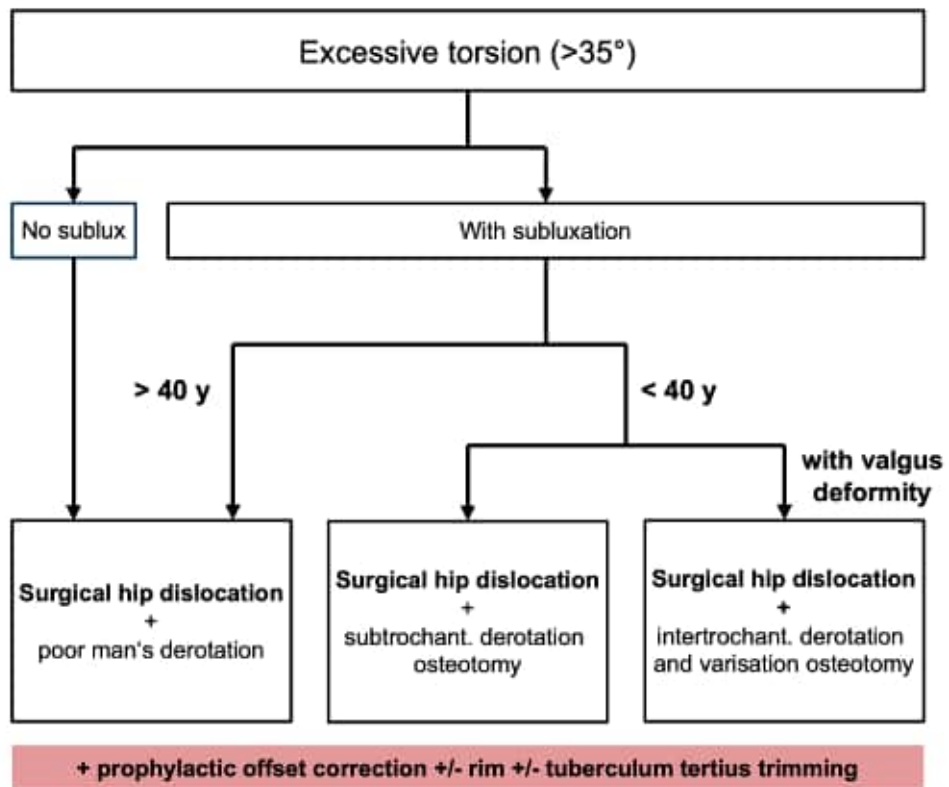 Excessive torsion (>35°)
No sublux
With subluxation
> 40 y
< 40 y
with valgus
deformity
Surgical hip dislocation
+
poor man's derotation
Surgical hip dislocation
+
subtrochant. derotation
osteotomy
Surgical hip dislocation
+
intertrochant. derotation
and varisation osteotomy
+ prophylactic offset correction +/- rim +/- tuberculum tertius trimming